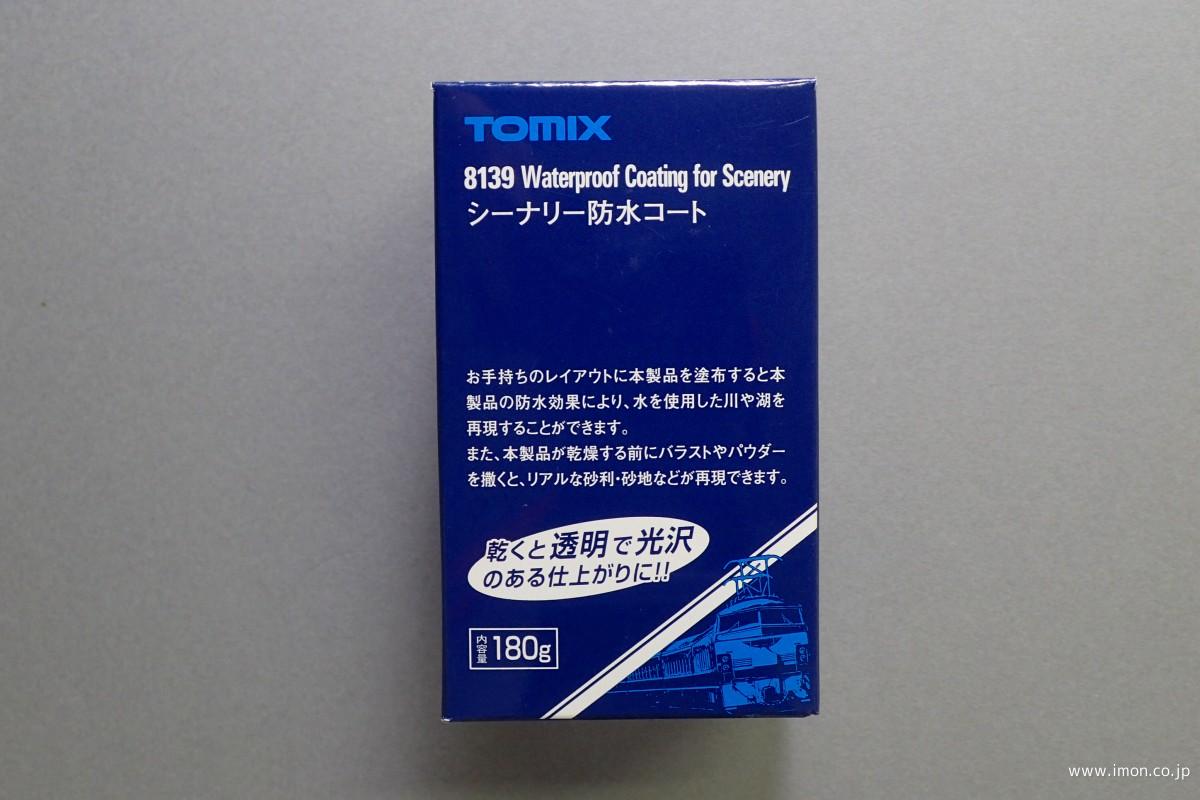 TOMIX
8139 Waterproof Coating for Scenery
シーナリー防水コート
お手持ちのレイアウトに本製品を塗布すると本
製品の防水効果により、水を使用した川や湖を
再現することができます。
また、本製品が乾燥する前にバラストやパウダー
を撒くと、リアルな砂利・砂地などが再現できます。
乾くと透明で光沢
のある仕上がりに!!
内容量 180g
www.imon.co.jp